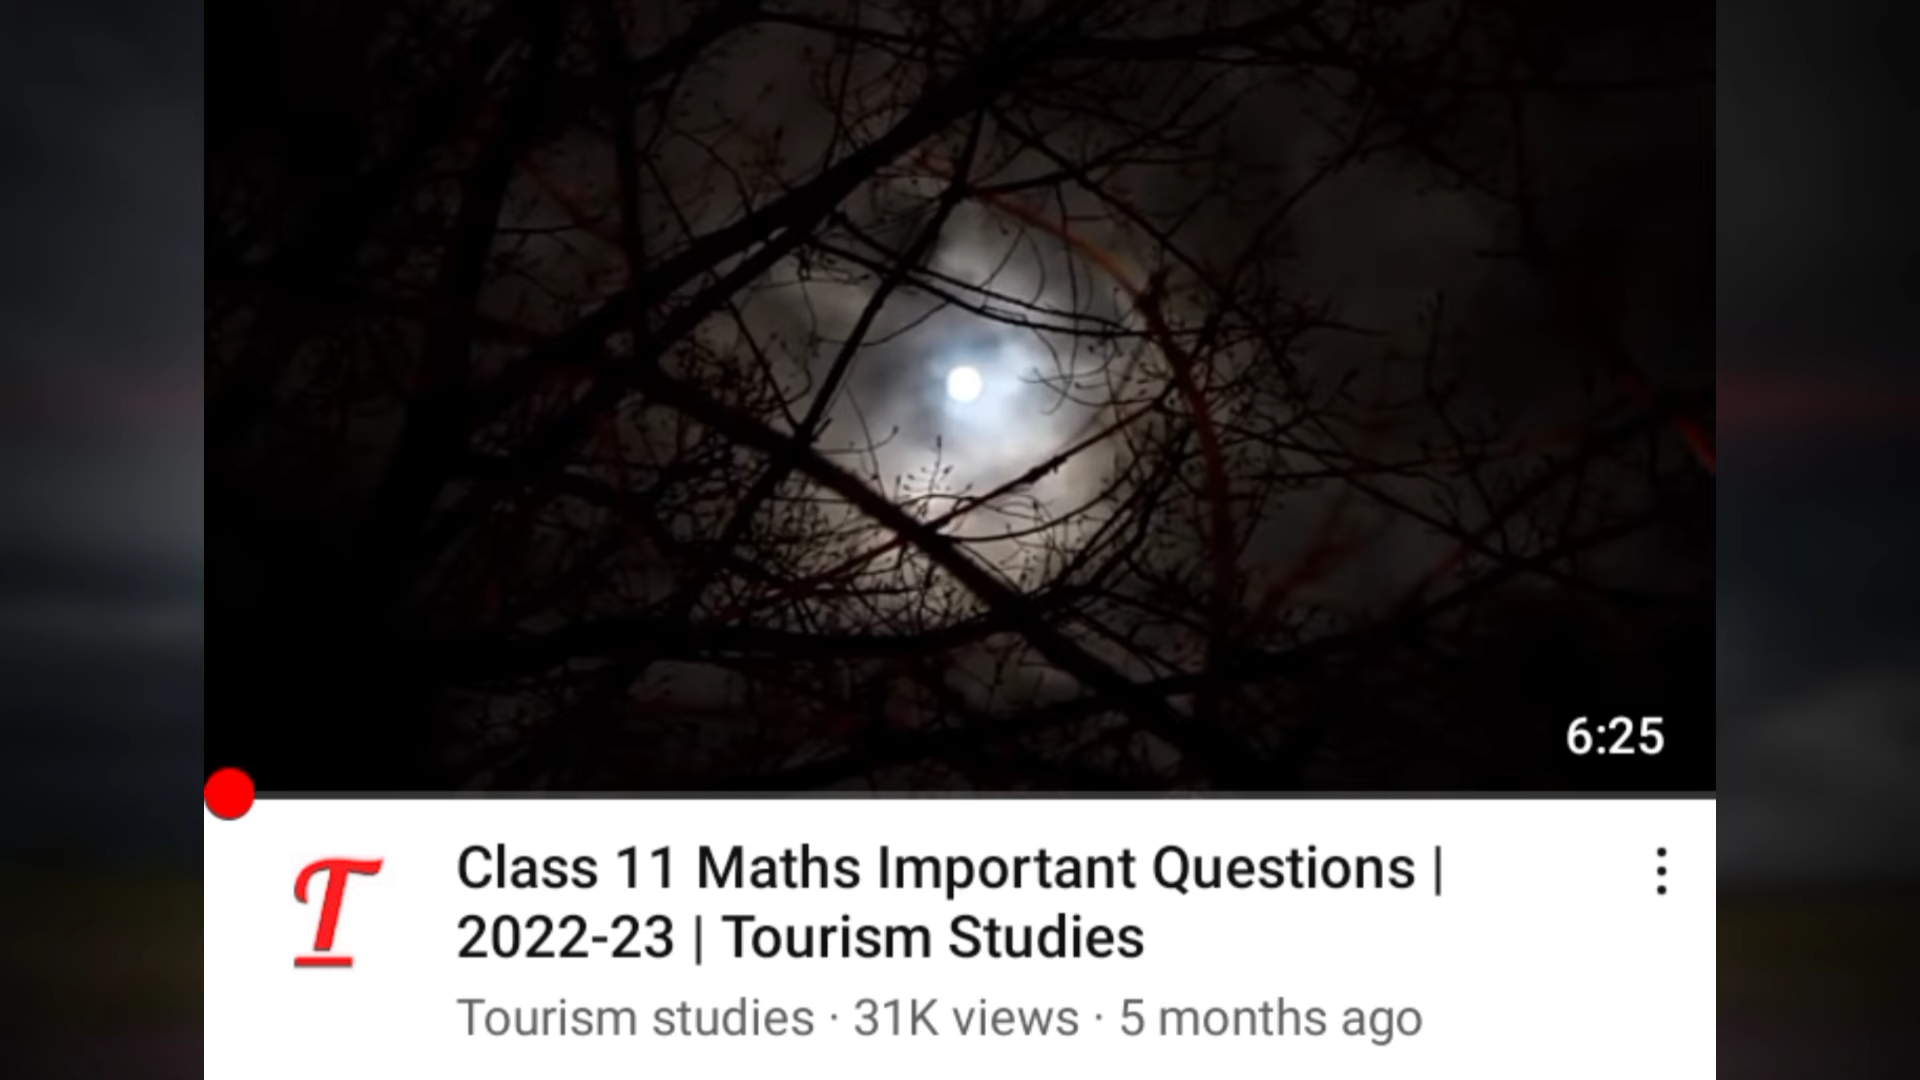 6:25
T
Class 11 Maths Important Questions |
2022-23 | Tourism Studies
Tourism studies · 31K views · 5 months ago